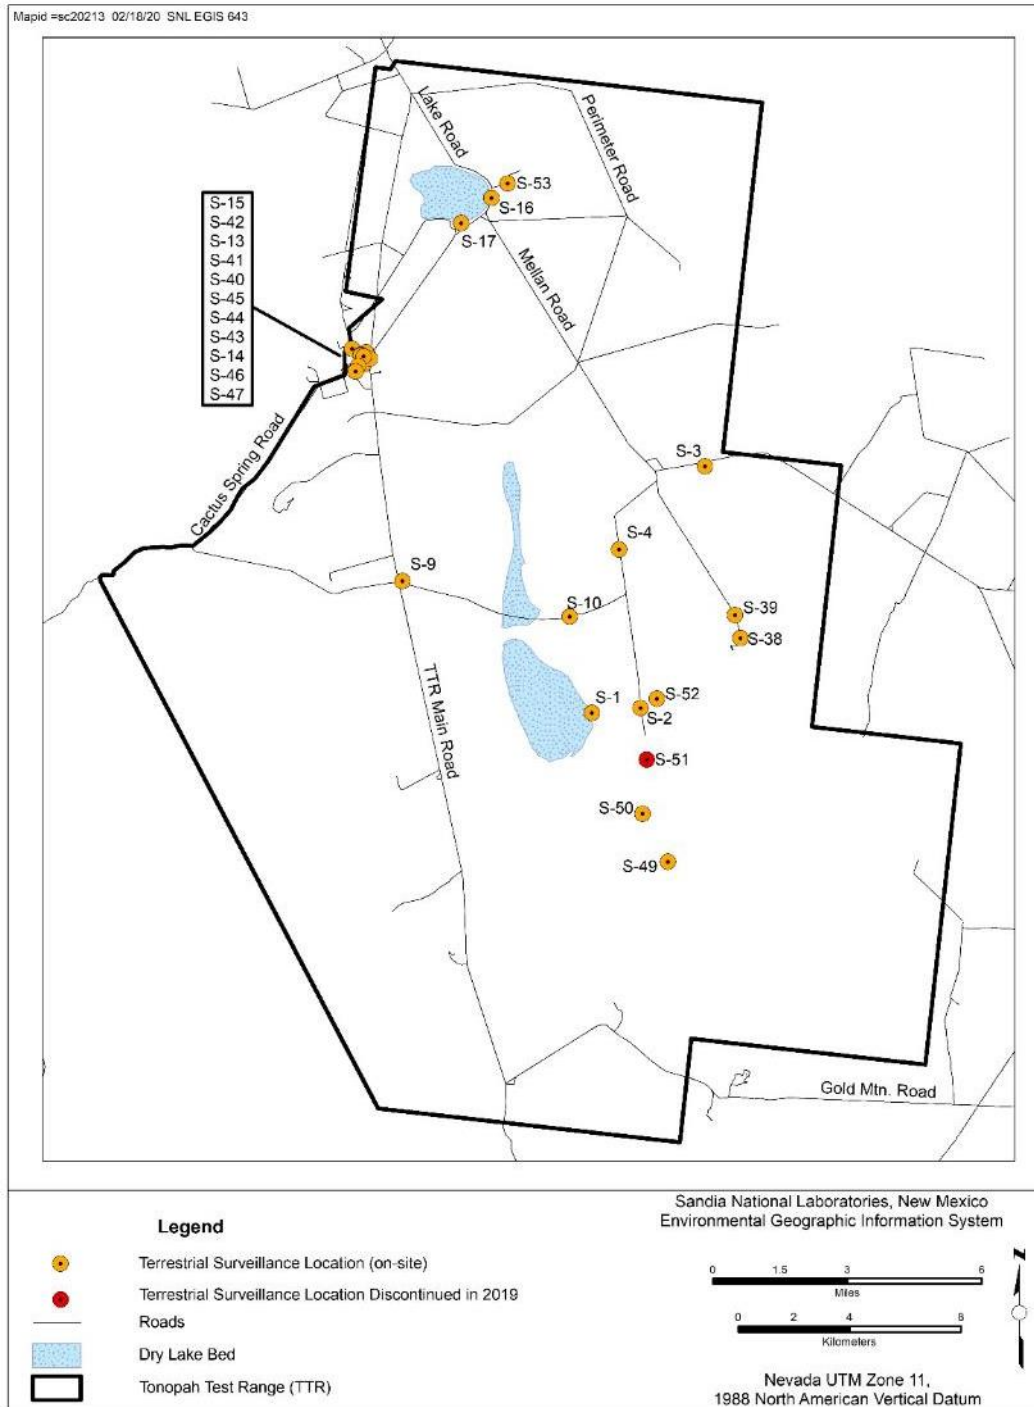 Mapid =sc20213 02/18/20 SNL EGIS 643
Lake Road
Perimeter Road
S-53
S-16
S-17
Mellan Road
S-15
S-42
S-13
S-41
S-40
S-45
S-44
S-43
S-14
S-46
S-47
Cactus Spring Road
S-3
S-4
S-9
S-10
S-39
S-38
S-52
S-1
S-2
TTR Main Road
S-51
S-50
S-49
Gold Mtn. Road
Legend
Terrestrial Surveillance Location (on-site)
Terrestrial Surveillance Location Discontinued in 2019
Roads
Dry Lake Bed
Tonopah Test Range (TTR)
Sandia National Laboratories, New Mexico
Environmental Geographic Information System
0 1.5 3 6
Miles
0 2 4 8
Kilometers
N
Nevada UTM Zone 11,
1988 North American Vertical Datum